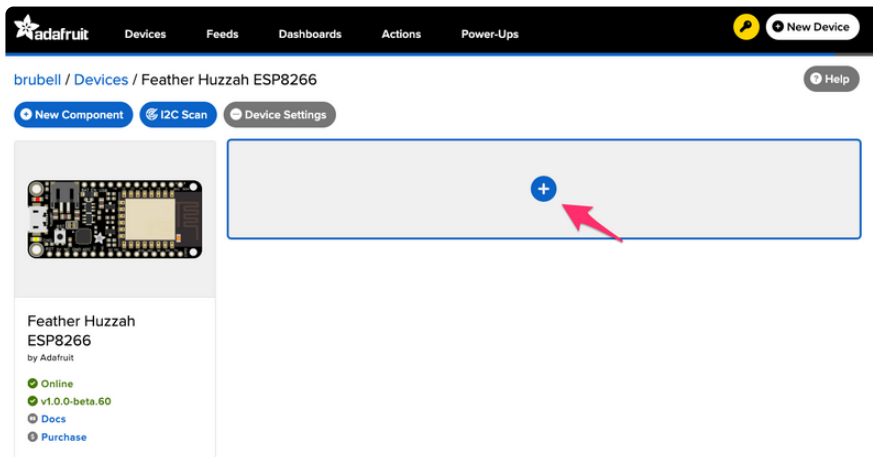 adafruit Devices Feeds Dashboards Actions Power-Ups New Device
brubell / Devices / Feather Huzzah ESP8266 Help
New Component I2C Scan Device Settings
Feather Huzzah
ESP8266
by Adafruit
Online
v1.0.0-beta.60
Docs
Purchase